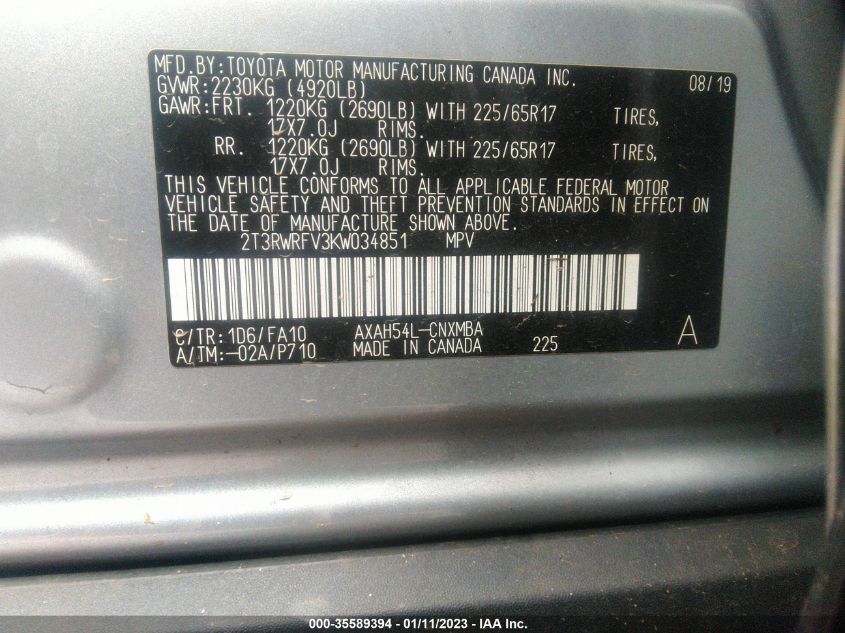 MFD.BY:TOYOTA MOTOR MANUFACTURING CANADA INC. 08/19
GVWR:2230KG (4920LB)
GAWR:FRT. 1220KG (2690LB) WITH 225/65R17 TIRES,
17X7.0J RIMS.
RR. 1220KG (2690LB) WITH 225/65R17 TIRES,
17X7.0J RIMS.
THIS VEHICLE CONFORMS TO ALL APPLICABLE FEDERAL MOTOR
VEHICLE SAFETY AND THEFT PREVENTION STANDARDS IN EFFECT ON
THE DATE OF MANUFACTURE SHOWN ABOVE.
2T3RWRFV3KW034851 MPV
C/TR:1D6/FA10 AXAH54L-CNXMBA
A/TM:-02A/P710 MADE IN CANADA 225 A
000-35589394 - 01/11/2023 - IAA Inc.